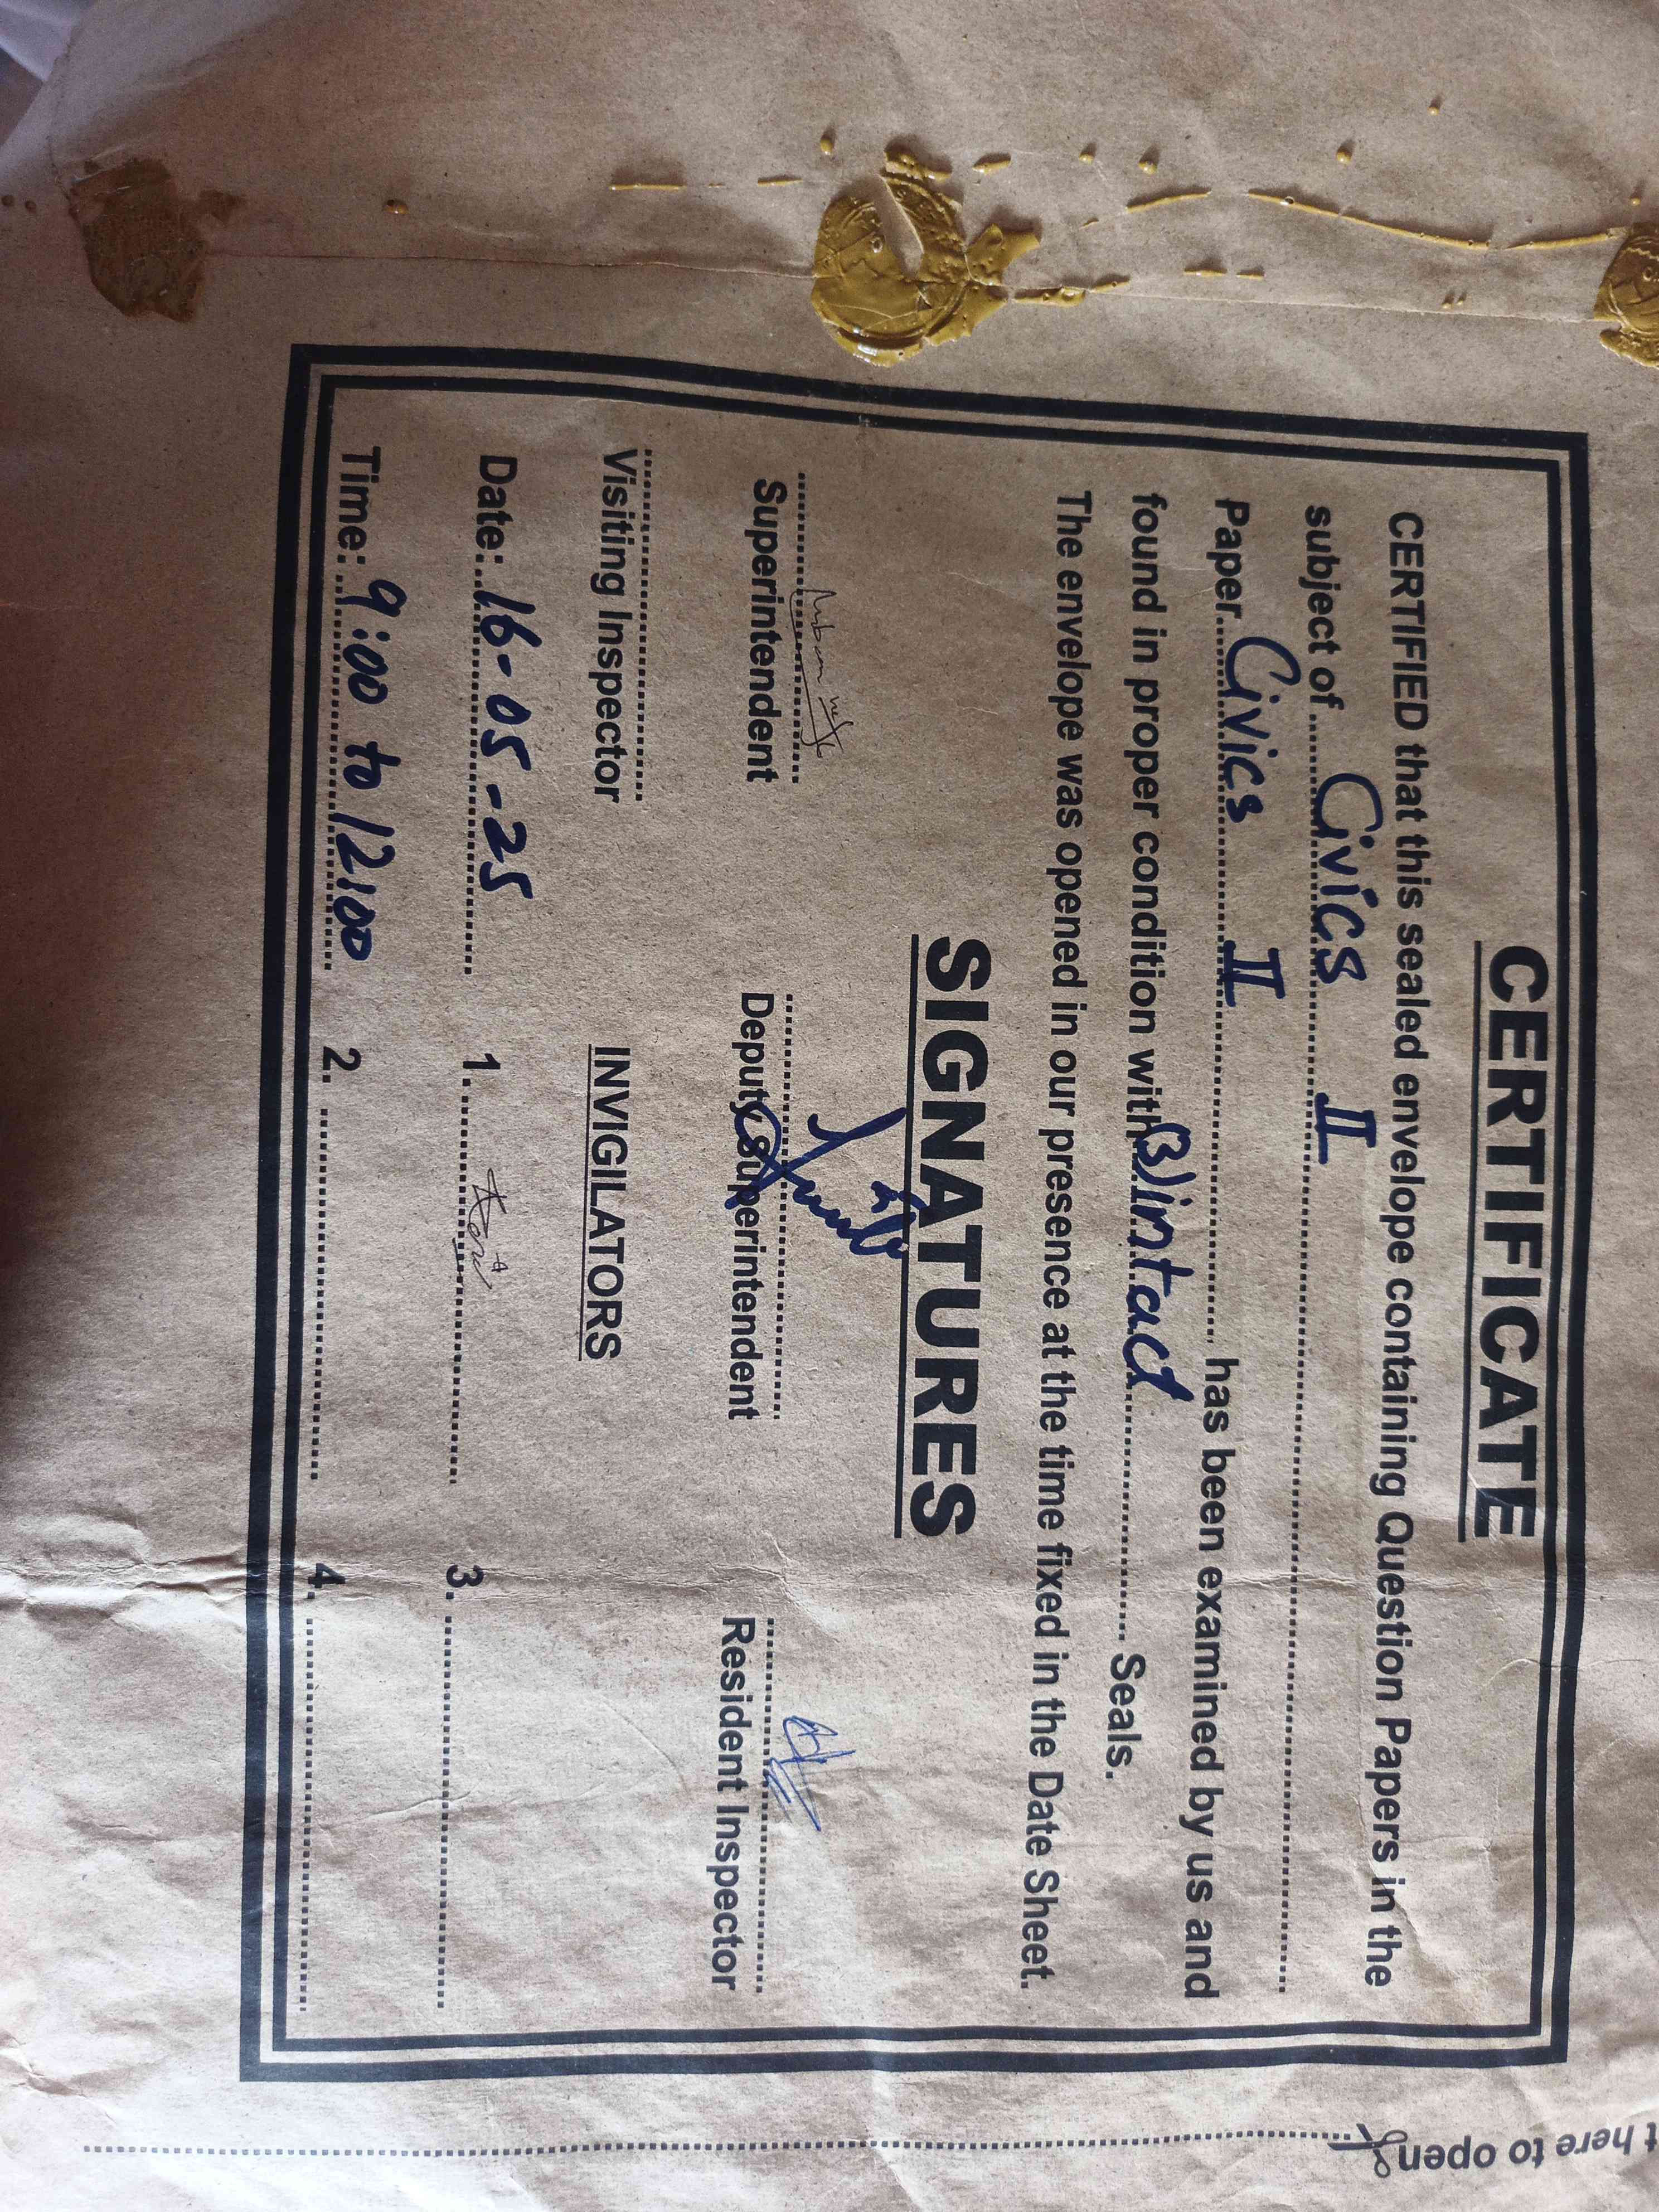 CERTIFICATE
CERTIFIED that this sealed envelope containing Question Papers in the
subject of Civics II
Paper Civics II has been examined by us and
found in proper condition with (3) intact Seals.
The envelope was opened in our presence at the time fixed in the Date Sheet.
SIGNATURES
Superintendent Deputy Superintendent Resident Inspector
Visiting Inspector INVIGILATORS
Date: 16-05-25 1. 3.
Time: 9:00 to 12:00 2. 4.
here to open